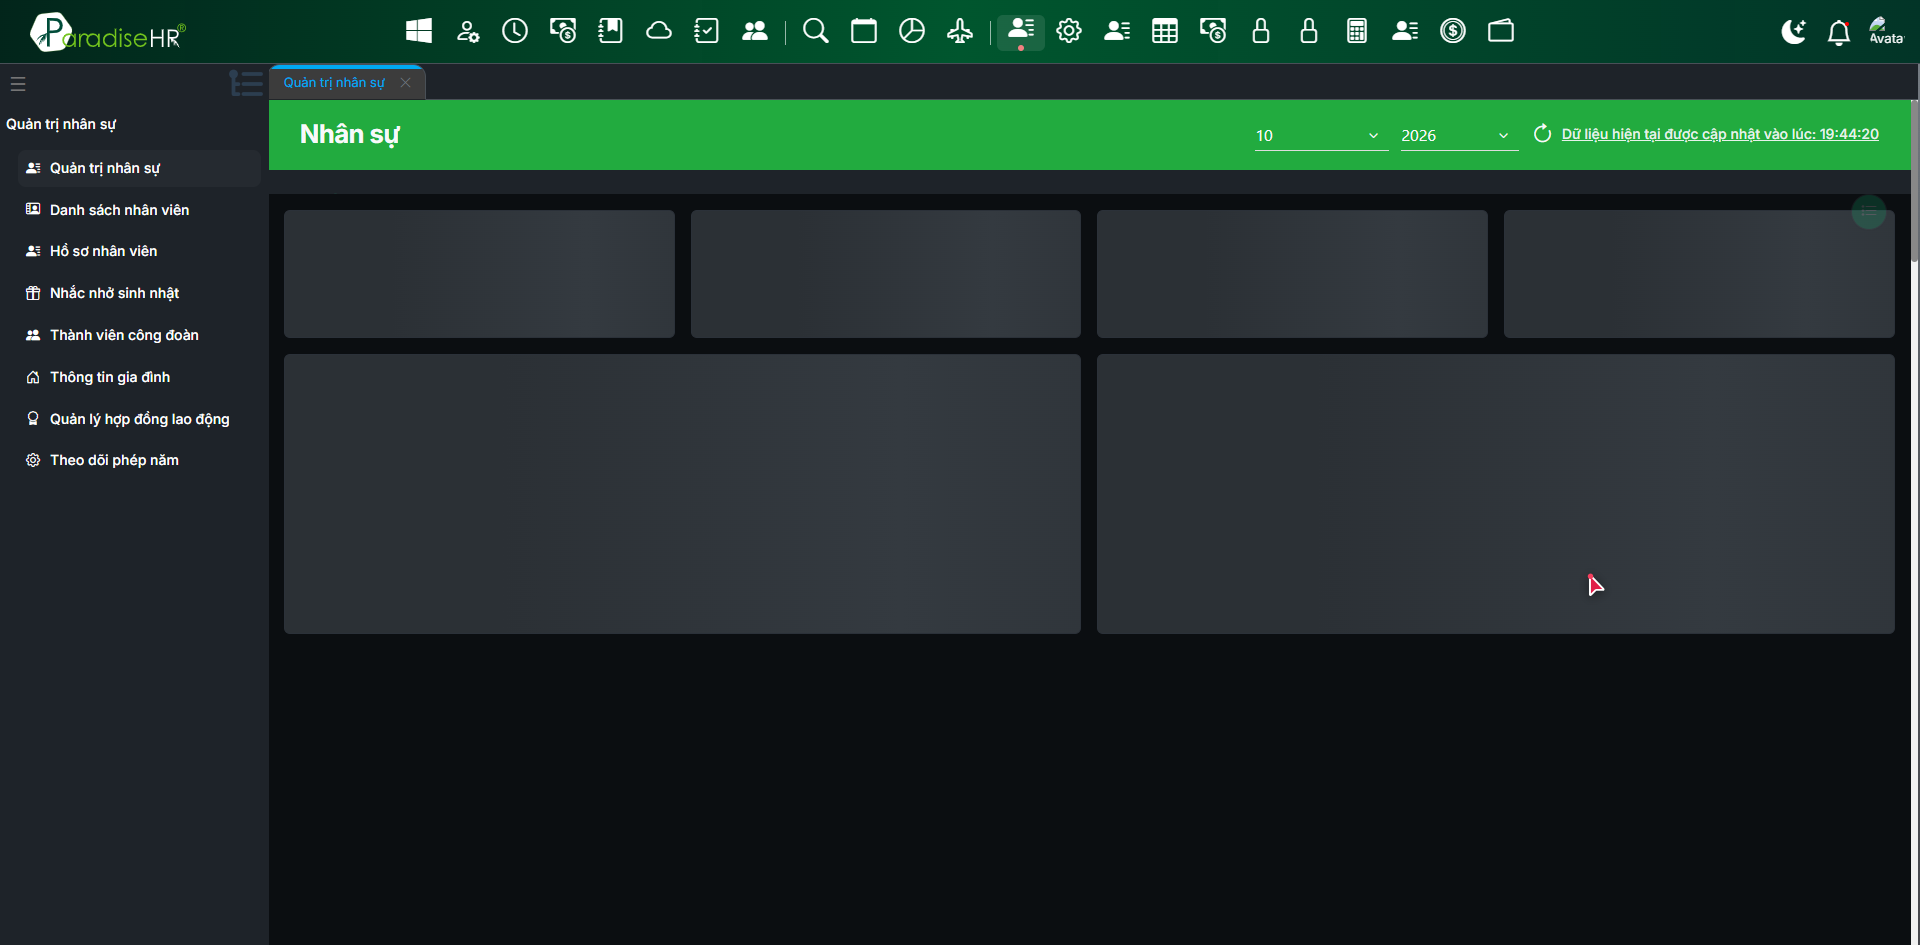 ParadiseHR®
Avata
Quản trị nhân sự
Quản trị nhân sự
Nhân sự
10
2026
Dữ liệu hiện tại được cập nhật vào lúc: 19:44:20
Quản trị nhân sự
Danh sách nhân viên
Hồ sơ nhân viên
Nhắc nhở sinh nhật
Thành viên công đoàn
Thông tin gia đình
Quản lý hợp đồng lao động
Theo dõi phép năm